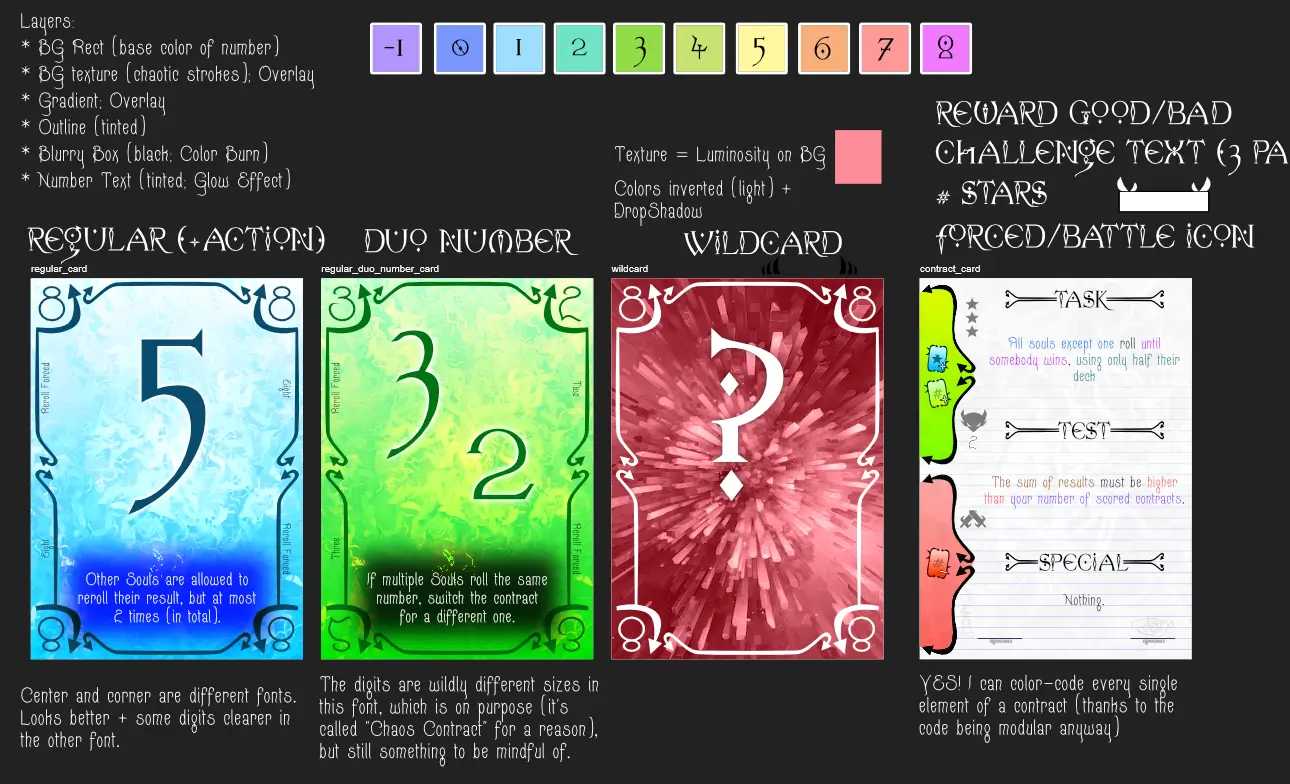 Layers:
* BG Rect (base color of number)
* BG texture (chaotic strokes); Overlay
* Gradient; Overlay
* Outline (tinted)
* Blurry Box (black; Color Burn)
* Number Text (tinted; Glow Effect)
-1 0 1 2 3 4 5 6 7 8
Texture = Luminosity on BG
Colors inverted (light) +
DropShadow
REWARD GOOD/BAD
CHALLENGE TEXT (3 PA
# STARS
FORCED/BATTLE ICON
REGULAR (+ACTION)
DUO NUMBER
WILDCARD
regular_card
regular_duo_number_card
wildcard
contract_card
8 8
Reroll Forced
Eight
5
Eight
Reroll Forced
Other Souls are allowed to
reroll their result, but at most
2 times (in total).
8 8
3 2
Reroll Forced
Two
3
2
Three
Reroll Forced
If multiple Souls roll the same
number, switch the contract
for a different one.
8 8
?
8 8
TASK
All souls except one roll until
somebody wins, using only half their
deck
2
TEST
The sum of results must be higher
than your number of scored contracts.
SPECIAL
Nothing.
Center and corner are different fonts.
Looks better + some digits clearer in
the other font.
The digits are wildly different sizes in
this font, which is on purpose (it's
called "Chaos Contract" for a reason),
but still something to be mindful of.
YES! I can color-code every single
element of a contract (thanks to the
code being modular anyway)